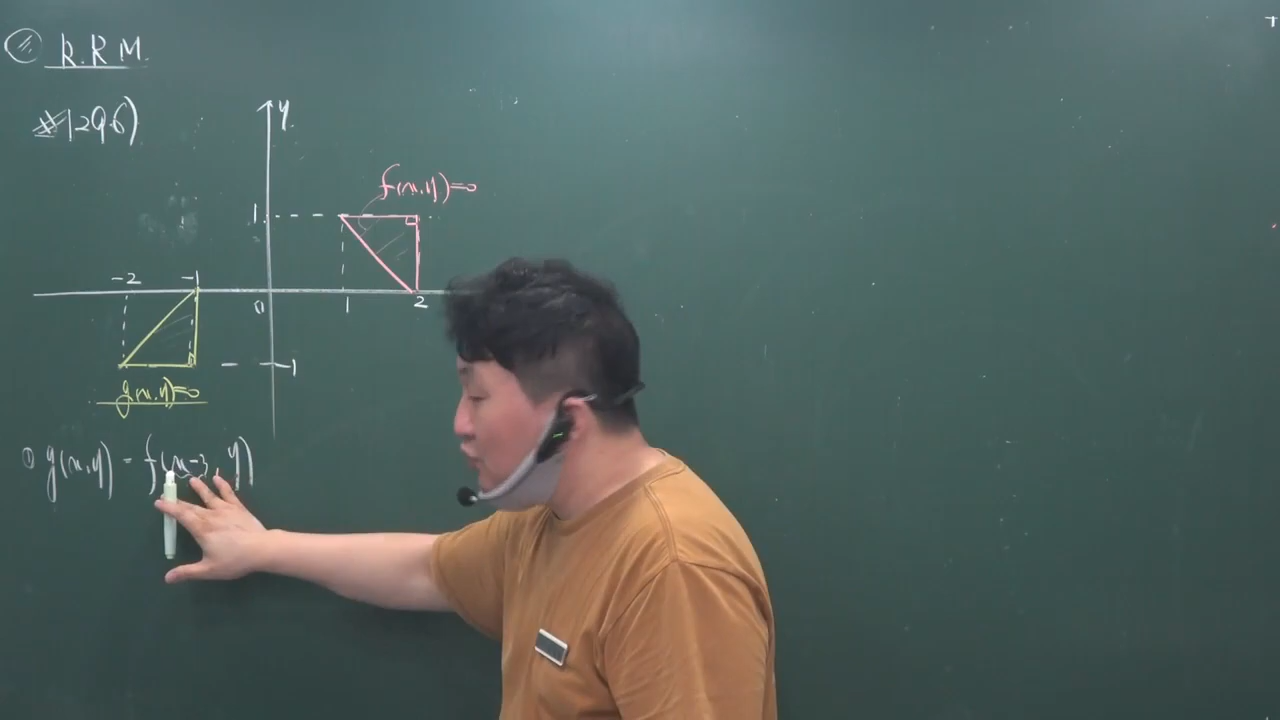 R.R M.
#1296)
y
f(x,y)=0
1
-2 -1
0 1 2
-1
g(x,y)=0
① g(x,y) = f(x-3, y)